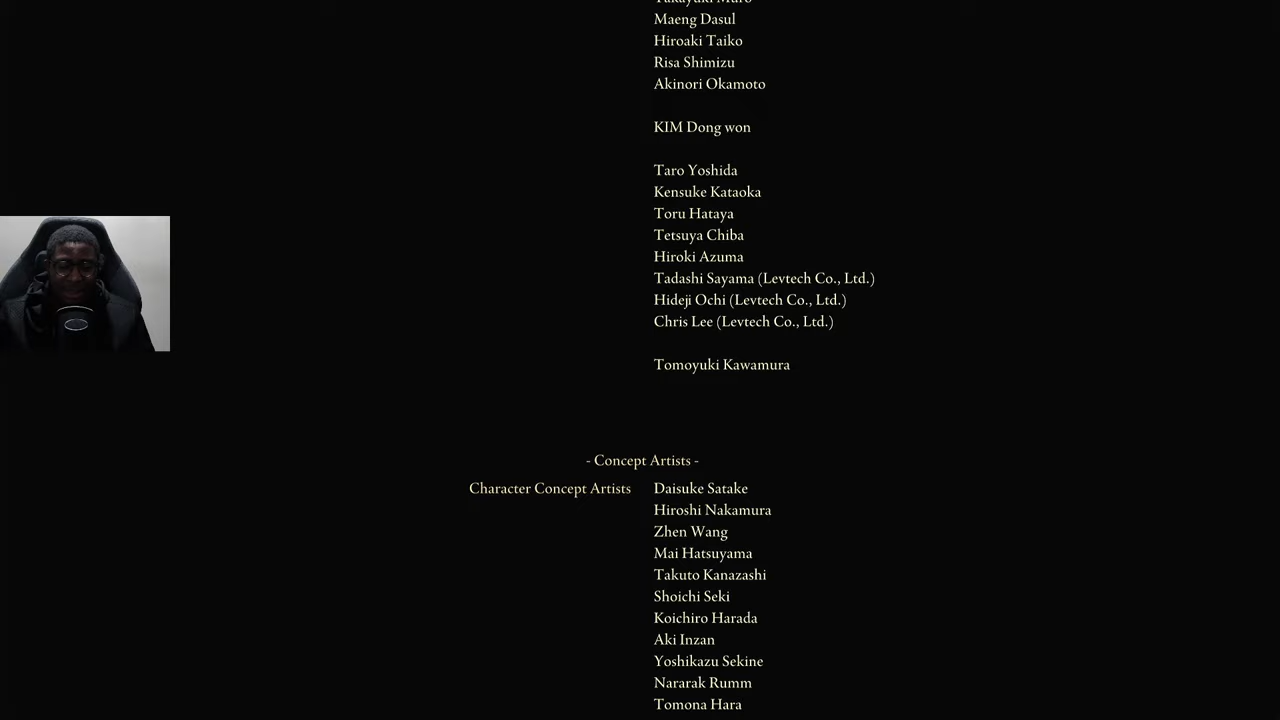 Maeng Dasul
Hiroaki Taiko
Risa Shimizu
Akinori Okamoto
KIM Dong won
Taro Yoshida
Kensuke Kataoka
Toru Hataya
Tetsuya Chiba
Hiroki Azuma
Tadashi Sayama (Levtech Co., Ltd.)
Hideji Ochi (Levtech Co., Ltd.)
Chris Lee (Levtech Co., Ltd.)
Tomoyuki Kawamura
- Concept Artists -
Character Concept Artists Daisuke Satake
Hiroshi Nakamura
Zhen Wang
Mai Hatsuyama
Takuto Kanazashi
Shoichi Seki
Koichiro Harada
Aki Inzan
Yoshikazu Sekine
Nararak Rumm
Tomona Hara